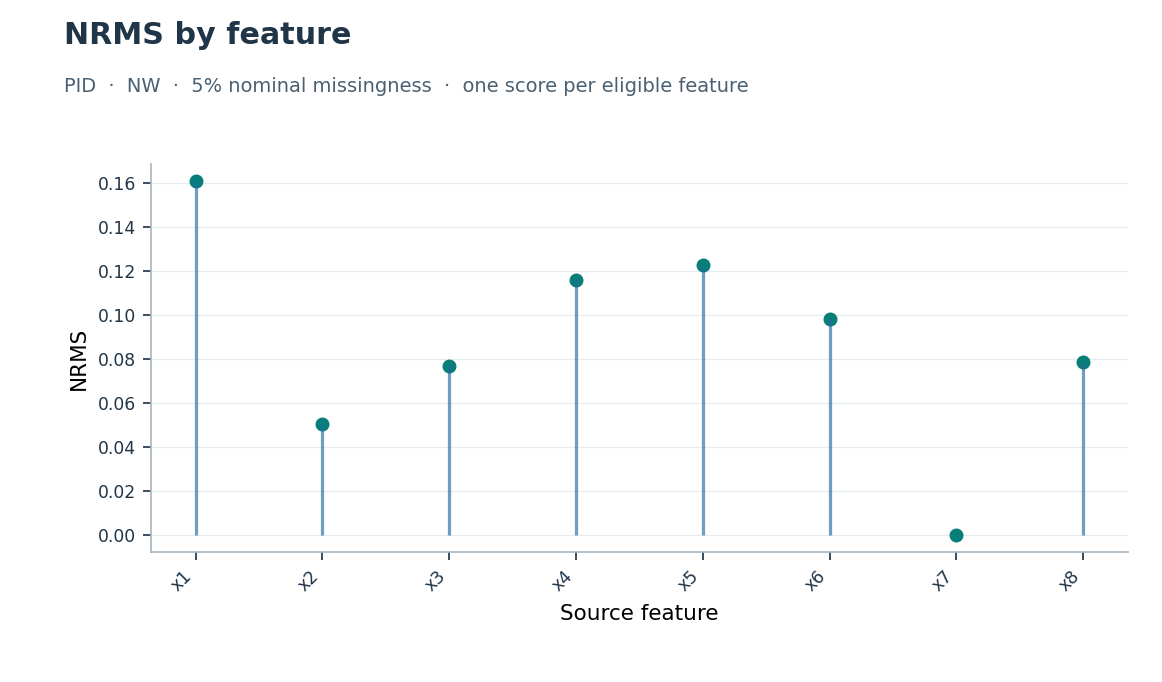 NRMS by feature
PID · NW · 5% nominal missingness · one score per eligible feature
NRMS
0.16
0.14
0.12
0.10
0.08
0.06
0.04
0.02
0.00
x1 x2 x3 x4 x5 x6 x7 x8
Source feature